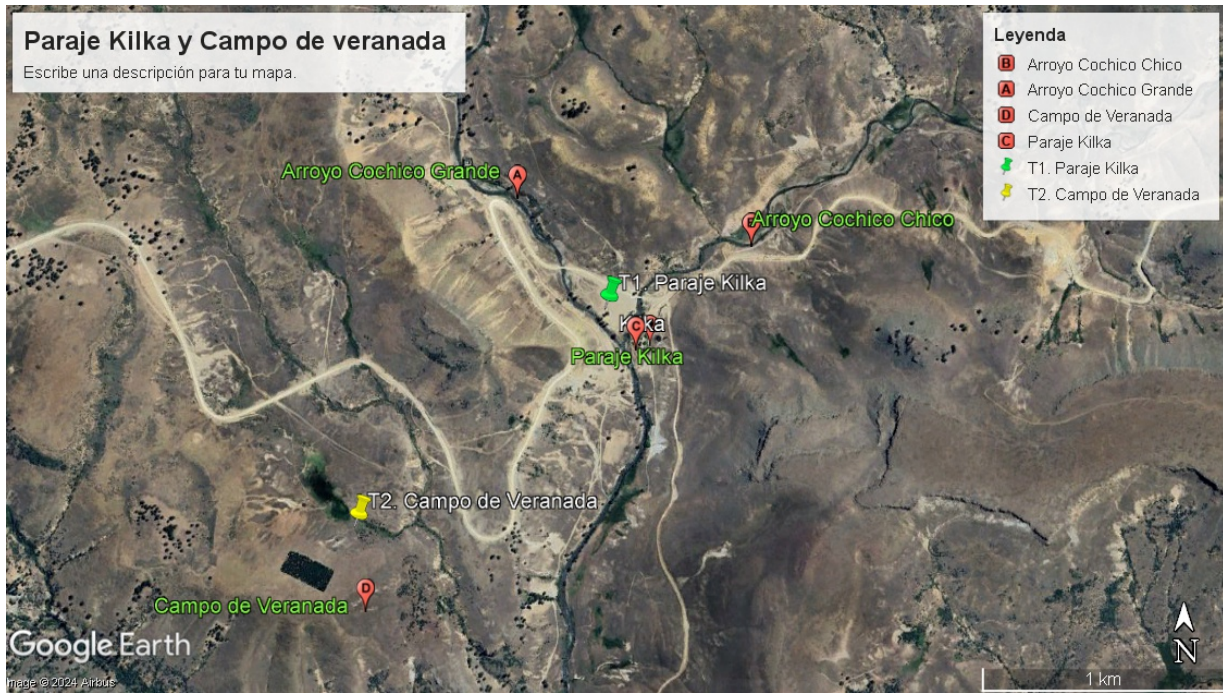 Paraje Kilka y Campo de veranada
Escribe una descripción para tu mapa.
Leyenda
B Arroyo Cochico Chico
A Arroyo Cochico Grande
D Campo de Veranada
C Paraje Kilka
T1. Paraje Kilka
T2. Campo de Veranada
Arroyo Cochico Grande
A
Arroyo Cochico Chico
T1. Paraje Kilka
C
Paraje Kilka
T2. Campo de Veranada
D
Campo de Veranada
Google Earth
Image © 2024 Airbus
N
1 km